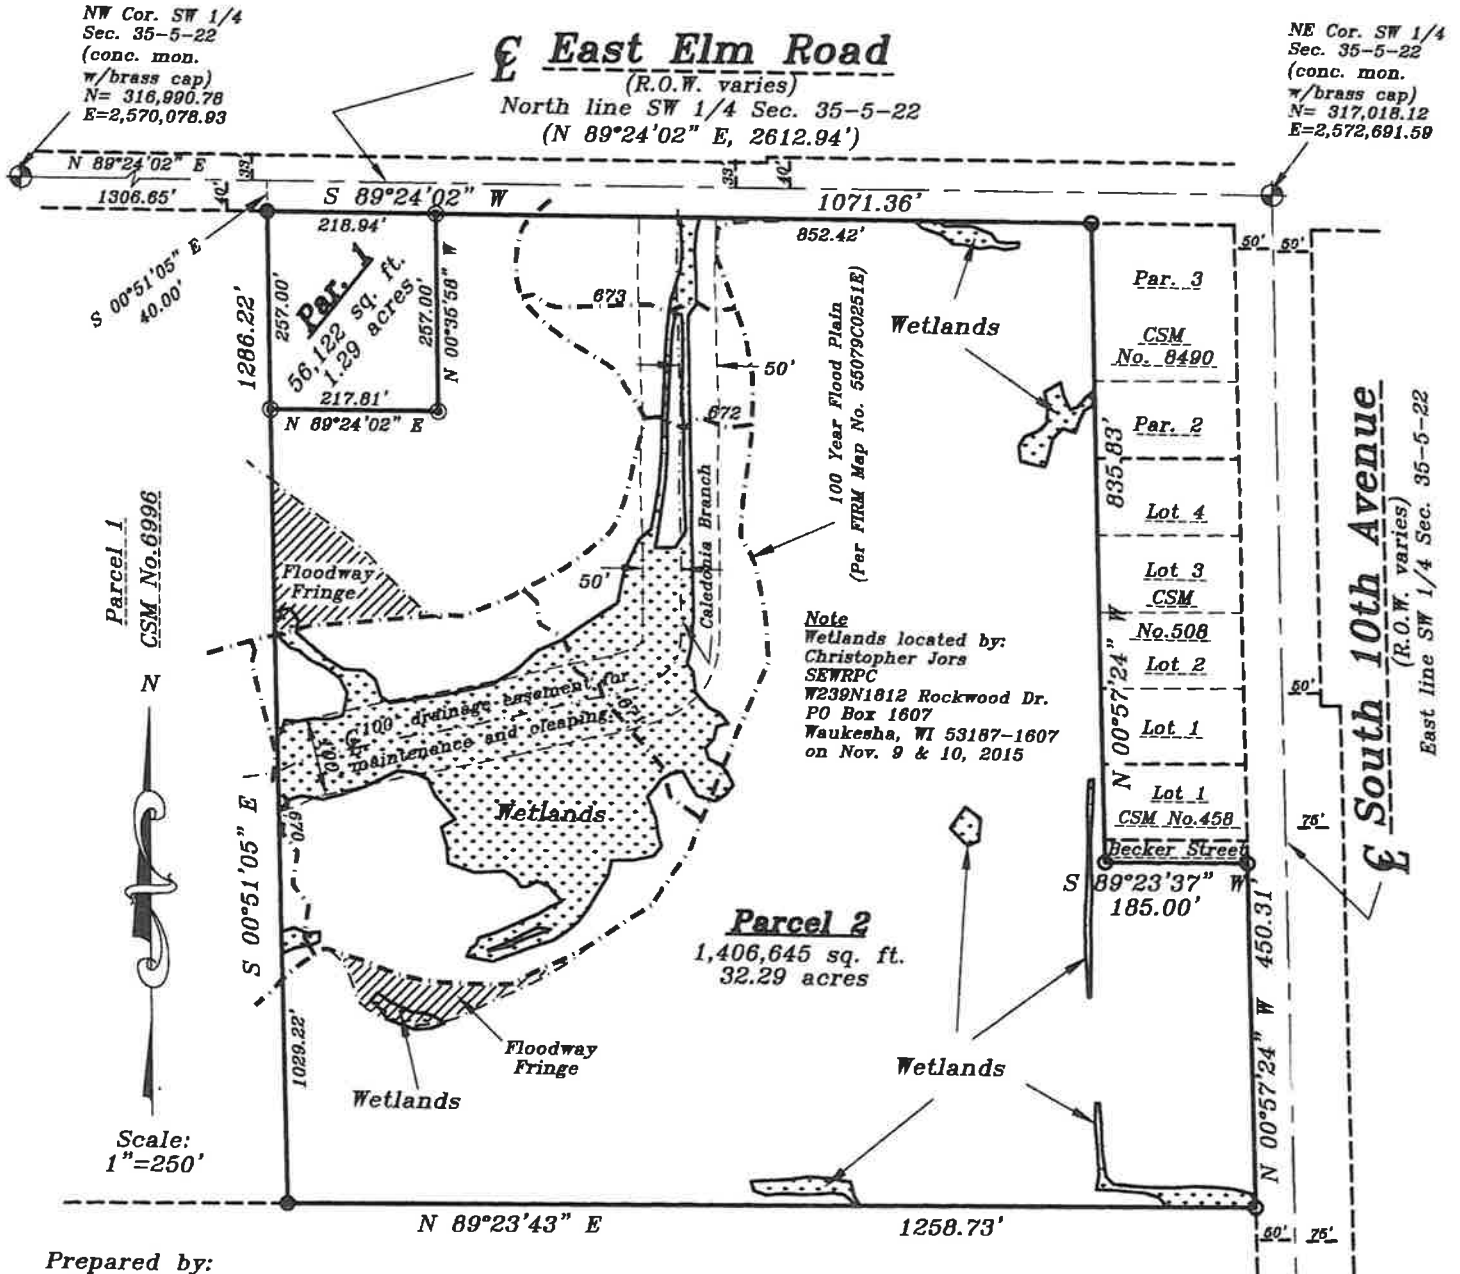 NW Cor. SW 1/4
Sec. 35-5-22
(conc. mon.
w/brass cap)
N= 316,990.78
E=2,570,078.93
℄ East Elm Road
(R.O.W. varies)
North line SW 1/4 Sec. 35-5-22
(N 89°24'02" E, 2612.94')
NE Cor. SW 1/4
Sec. 35-5-22
(conc. mon.
w/brass cap)
N= 317,018.12
E=2,572,691.59
N 89°24'02" E
1306.65'
33'
40'
S 89°24'02" W
1071.36'
33'
40'
218.94'
852.42'
S 00°51'05" E
40.00'
1286.22'
257.00'
Par. 1
56,122 sq. ft.
1.29 acres
257.00'
N 00°35'58" W
217.81'
N 89°24'02" E
673
50'
672
Caledonia Branch
100 Year Flood Plain
(Per FIRM Map No. 55079C0251E)
Wetlands
50'
50'
Par. 3
CSM
No. 8490
Par. 2
Lot 4
Lot 3
CSM
No.508
Lot 2
Lot 1
Lot 1
CSM No.458
Becker Street
835.83'
N 00°57'24" W
S 89°23'37" W
185.00'
50'
75'
℄ South 10th Avenue
(R.O.W. varies)
East line SW 1/4 Sec. 35-5-22
Parcel 1
CSM No.6996
N
Floodway
Fringe
50'
Note
Wetlands located by:
Christopher Jors
SEWRPC
W239N1812 Rockwood Dr.
PO Box 1607
Waukesha, WI 53187-1607
on Nov. 9 & 10, 2015
100'
℄ 100' drainage easement for
maintenance and cleaning.
671
Wetlands
670
S 00°51'05" E
1029.22'
Parcel 2
1,406,645 sq. ft.
32.29 acres
450.31'
N 00°57'24" W
Floodway
Fringe
Wetlands
Wetlands
Scale:
1"=250'
N 89°23'43" E
1258.73'
50'
75'
Prepared by: